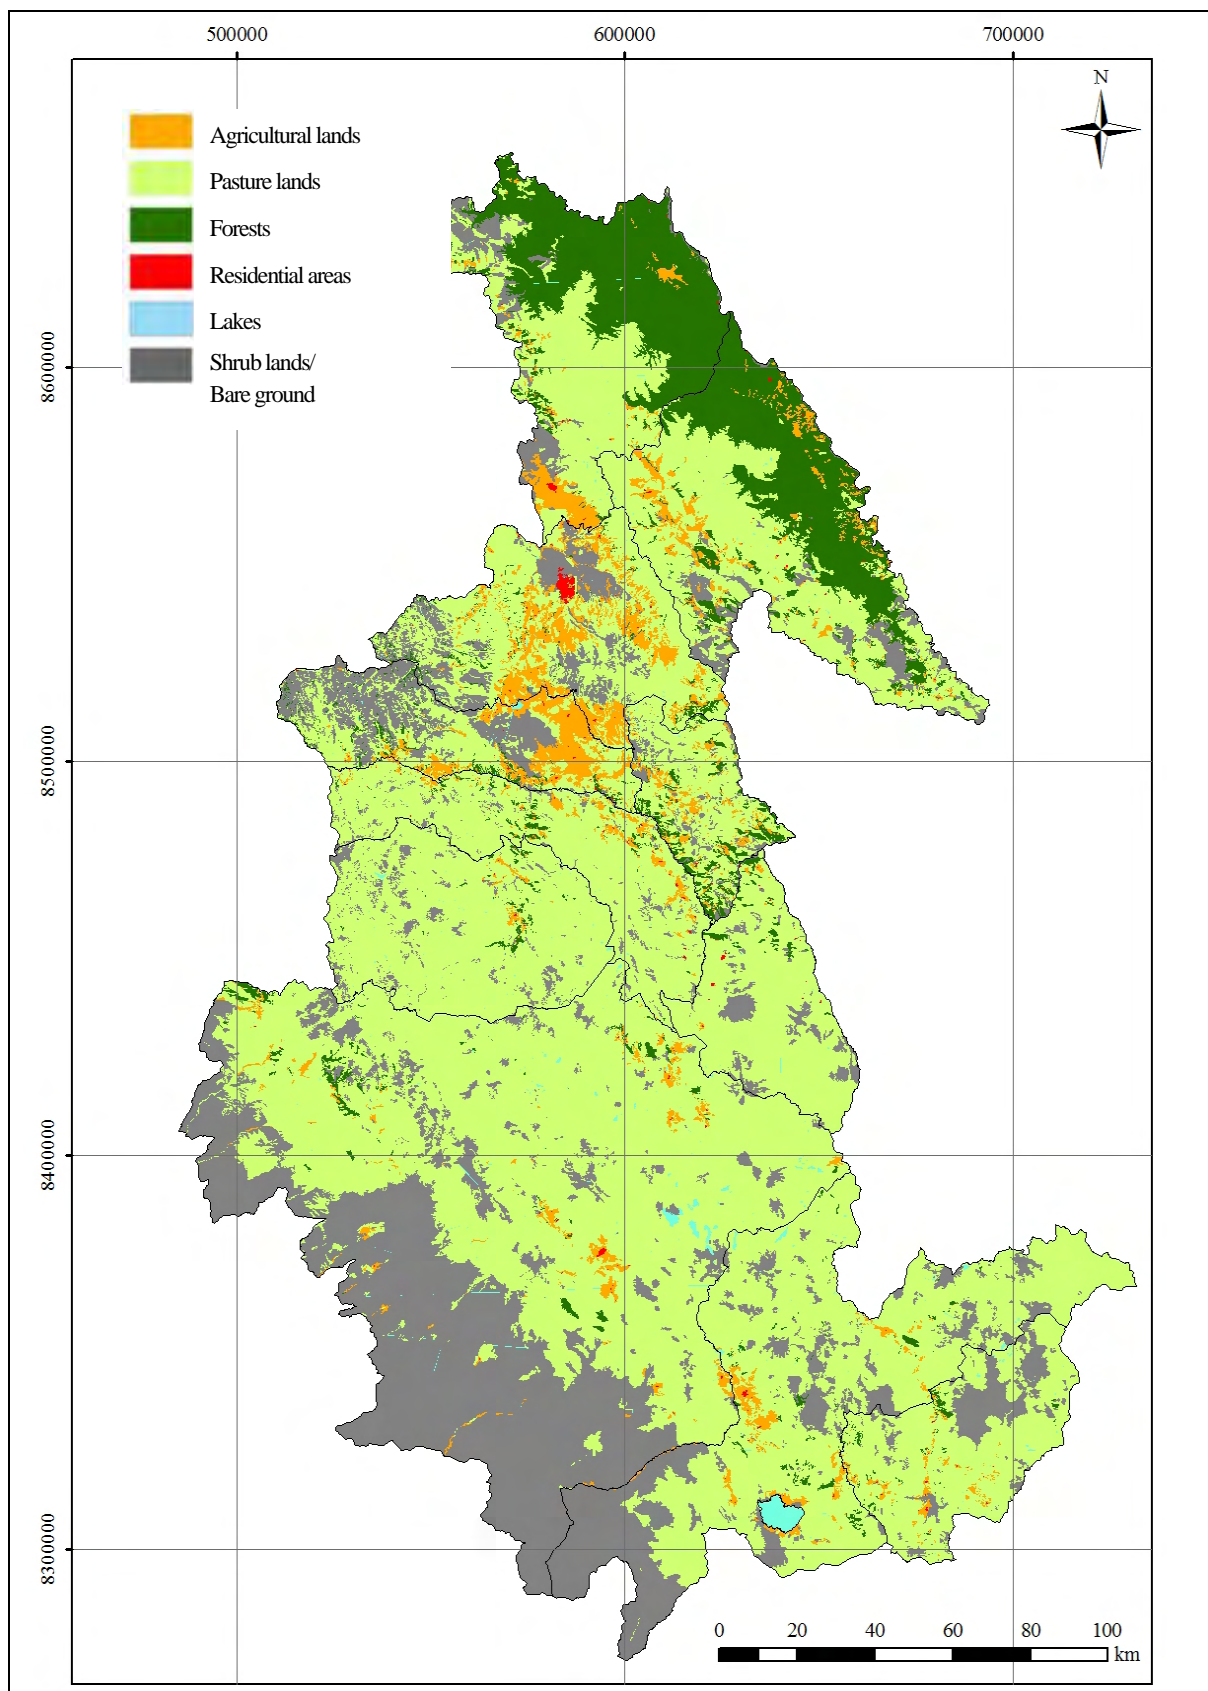 500000
600000
700000
N
Agricultural lands
Pasture lands
Forests
Residential areas
Lakes
Shrub lands/
Bare ground
8600000
8500000
8400000
8300000
0 20 40 60 80 100
km